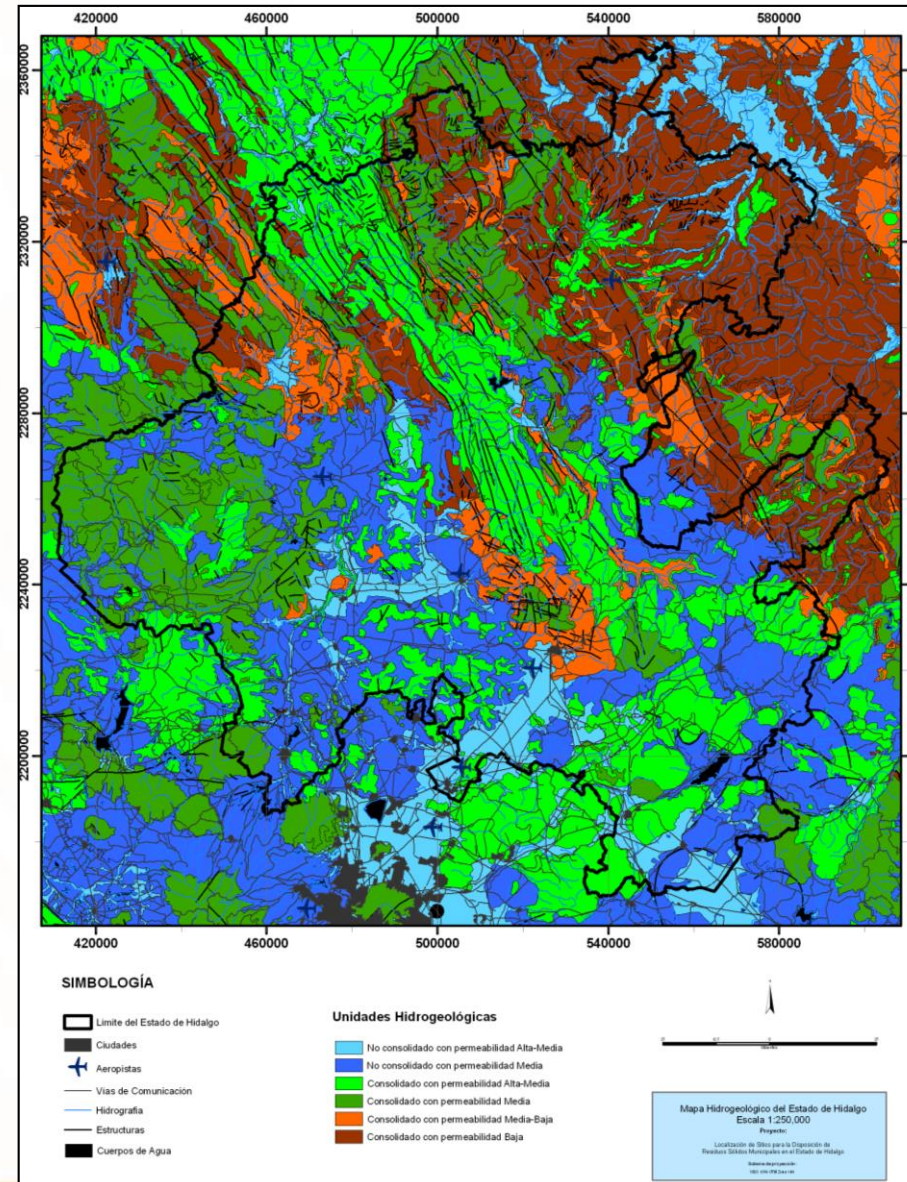 420000 460000 500000 540000 580000
2360000
2320000
2280000
2240000
2200000
420000 460000 500000 540000 580000
SIMBOLOGÍA
Limite del Estado de Hidalgo
Ciudades
Aeropistas
Vias de Comunicación
Hidrografia
Estructuras
Cuerpos de Agua
Unidades Hidrogeológicas
No consolidado con permeabilidad Alta-Media
No consolidado con permeabilidad Media
Consolidado con permeabilidad Alta-Media
Consolidado con permeabilidad Media
Consolidado con permeabilidad Media-Baja
Consolidado con permeabilidad Baja
Mapa Hidrogeológico del Estado de Hidalgo
Escala 1:250,000
Proyecto:
Localización de Sitios para la Disposición de
Residuos Sólidos Municipales en el Estado de Hidalgo